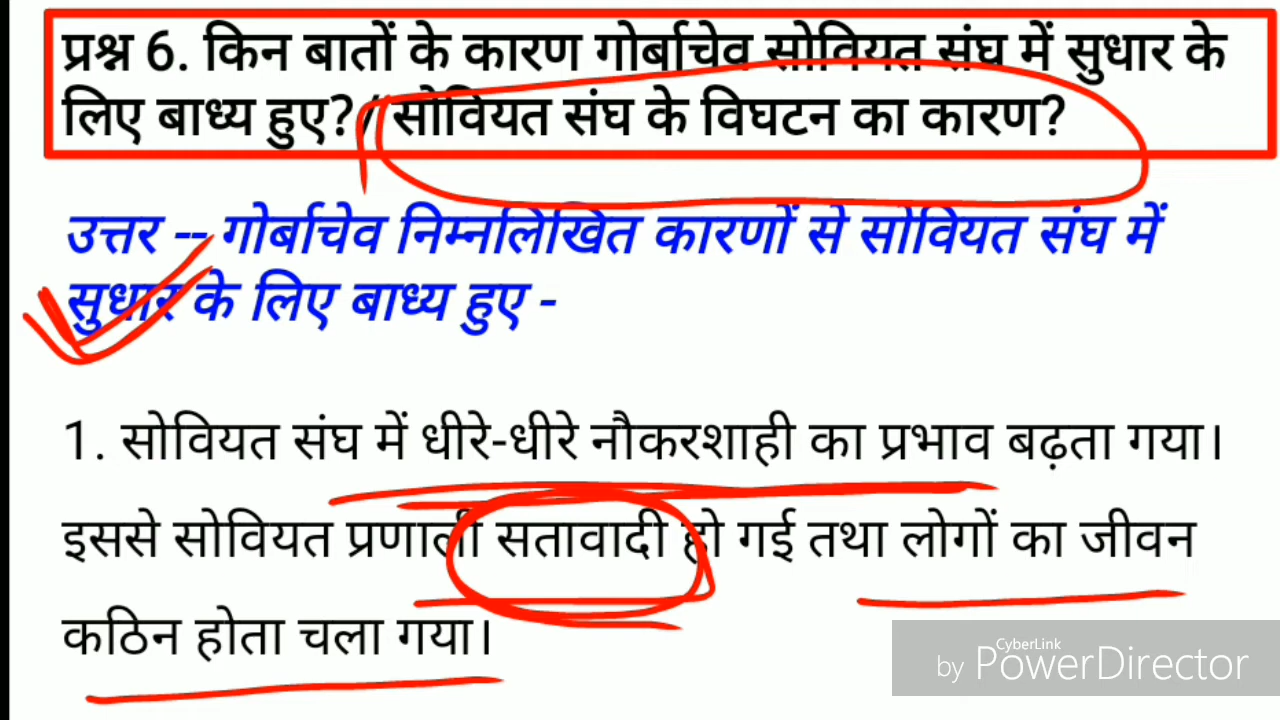 प्रश्न 6. किन बातों के कारण गोर्बाचेव सोवियत संघ में सुधार के
लिए बाध्य हुए?// सोवियत संघ के विघटन का कारण?
उत्तर -- गोर्बाचेव निम्नलिखित कारणों से सोवियत संघ में
सुधार के लिए बाध्य हुए -
1. सोवियत संघ में धीरे-धीरे नौकरशाही का प्रभाव बढ़ता गया।
इससे सोवियत प्रणाली सतावादी हो गई तथा लोगों का जीवन
कठिन होता चला गया।
CyberLink
by PowerDirector